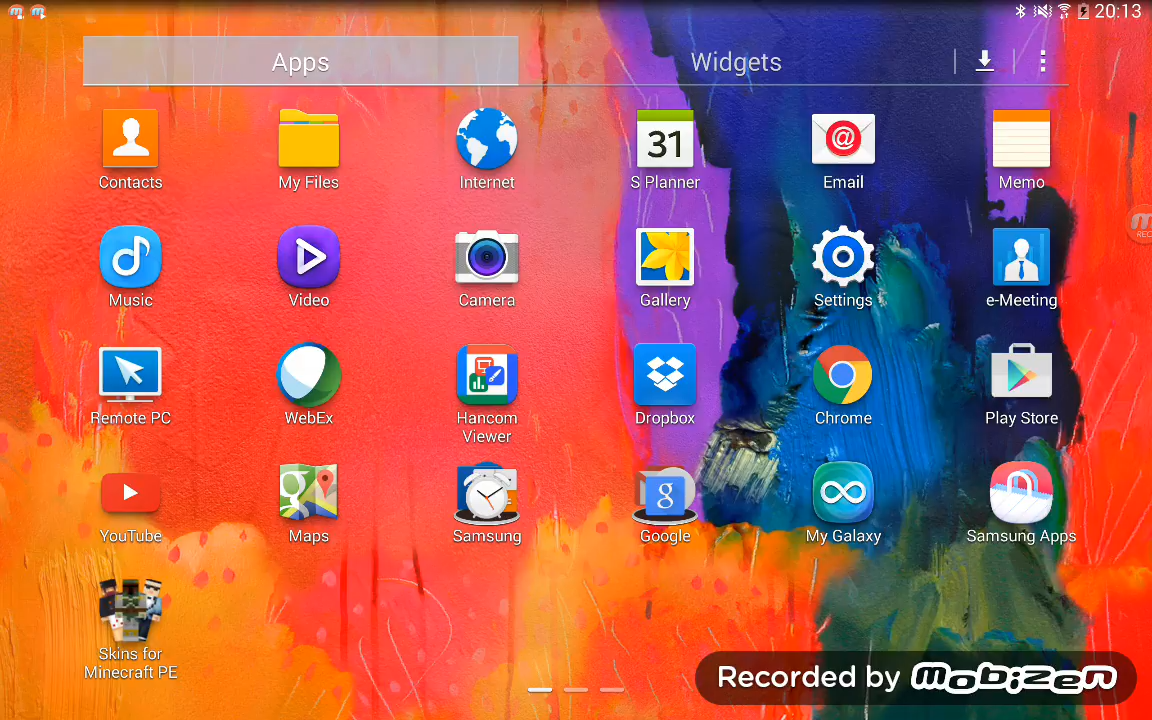 20:13
Apps
Widgets
31
@
Contacts
My Files
Internet
S Planner
Email
Memo
REC
Music
Video
Camera
Gallery
Settings
e-Meeting
Remote PC
WebEx
Hancom
Viewer
Dropbox
Chrome
Play Store
g
g
YouTube
Maps
Samsung
Google
My Galaxy
Samsung Apps
Skins for
Minecraft PE
Recorded by mobizen